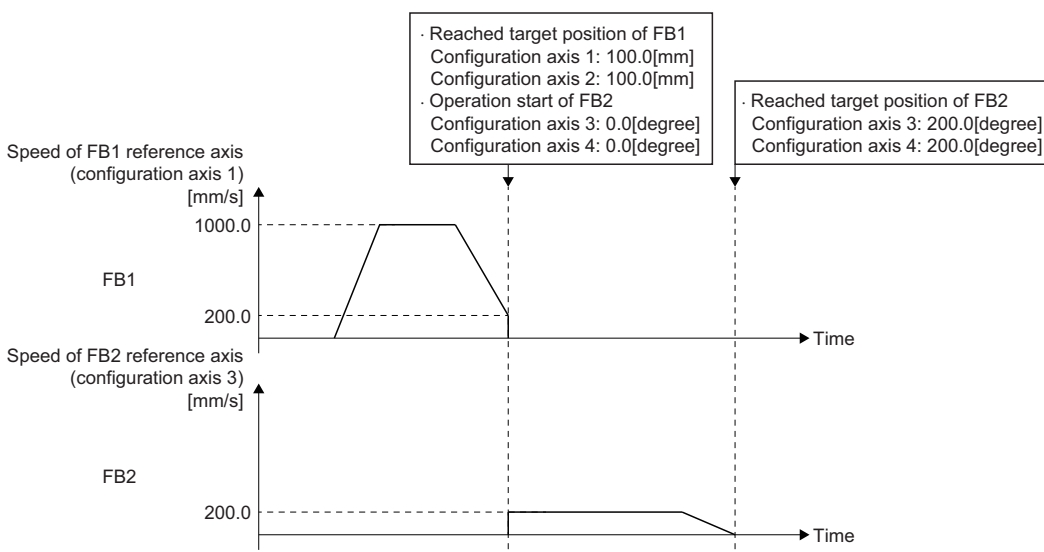 · Reached target position of FB1
Configuration axis 1: 100.0[mm]
Configuration axis 2: 100.0[mm]
· Operation start of FB2
Configuration axis 3: 0.0[degree]
Configuration axis 4: 0.0[degree]
· Reached target position of FB2
Configuration axis 3: 200.0[degree]
Configuration axis 4: 200.0[degree]
Speed of FB1 reference axis
(configuration axis 1)
[mm/s]
1000.0
FB1
200.0
Time
Speed of FB2 reference axis
(configuration axis 3)
[mm/s]
FB2
200.0
Time